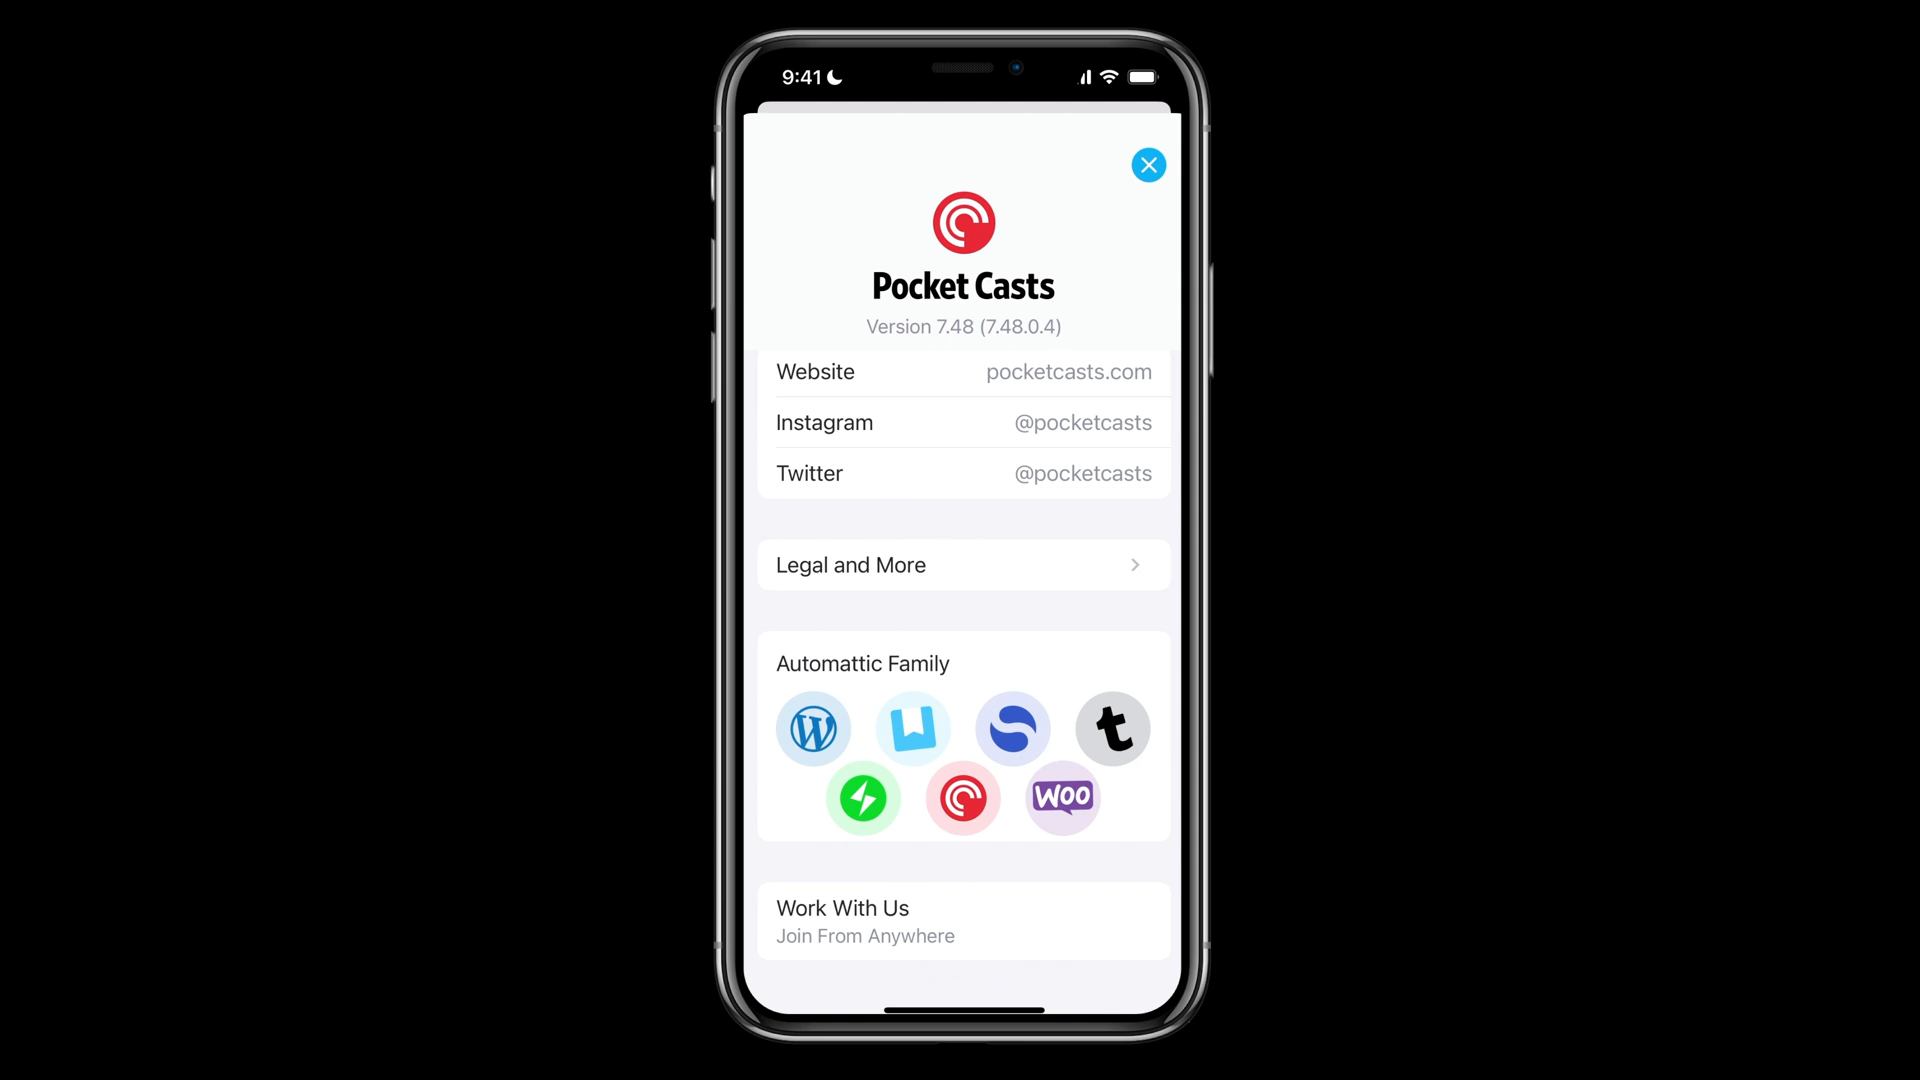 9:41
Pocket Casts
Version 7.48 (7.48.0.4)
Website pocketcasts.com
Instagram @pocketcasts
Twitter @pocketcasts
Legal and More
Automattic Family
W
t
WOO
Work With Us
Join From Anywhere